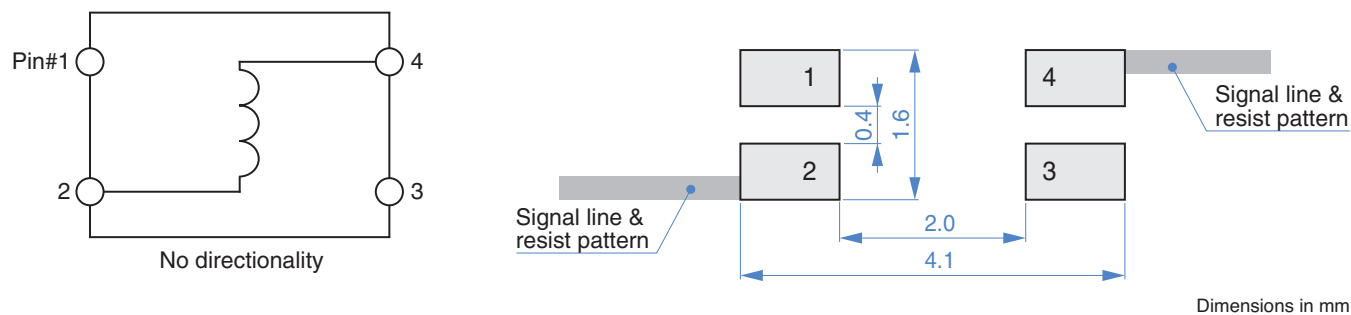 Pin#1
4
2
3
No directionality
1
4
0.4
1.6
Signal line &
resist pattern
2
3
Signal line &
resist pattern
2.0
4.1
Dimensions in mm